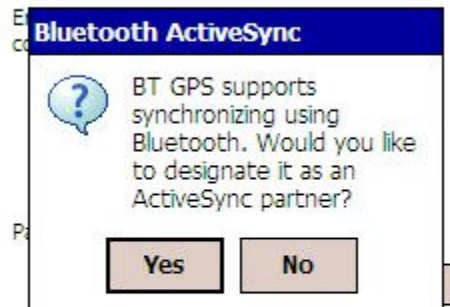 Bluetooth ActiveSync
BT GPS supports
synchronizing using
Bluetooth. Would you like
to designate it as an
ActiveSync partner?
Yes
No